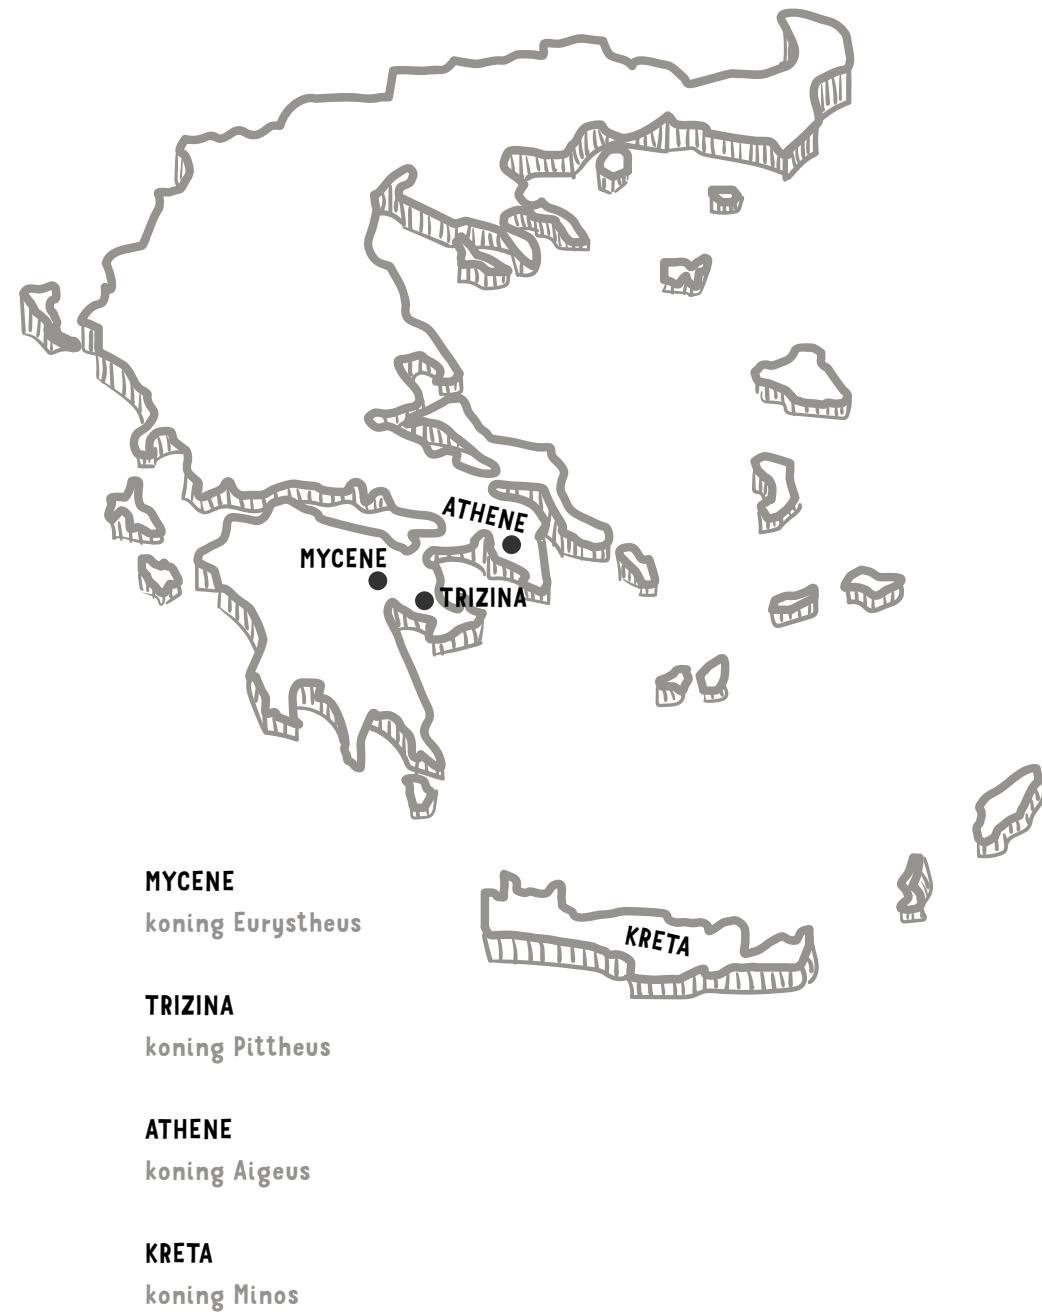 ATHENE
MYCENE
TRIZINA
KRETA
MYCENE
koning Eurystheus
TRIZINA
koning Pittheus
ATHENE
koning Aigeus
KRETA
koning Minos